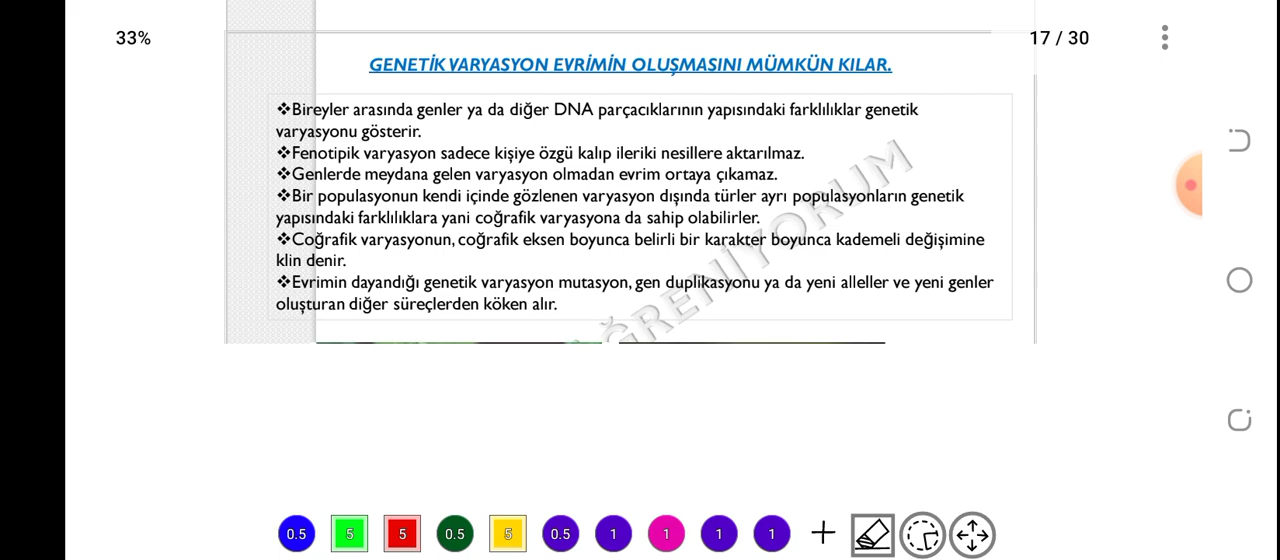 33%
17 / 30
GENETİK VARYASYON EVRİMİN OLUŞMASINI MÜMKÜN KILAR.
❖Bireyler arasında genler ya da diğer DNA parçacıklarının yapısındaki farklılıklar genetik
varyasyonu gösterir.
❖Fenotipik varyasyon sadece kişiye özgü kalıp ileriki nesillere aktarılmaz.
❖Genlerde meydana gelen varyasyon olmadan evrim ortaya çıkamaz.
❖Bir populasyonun kendi içinde gözlenen varyasyon dışında türler ayrı populasyonların genetik
yapısındaki farklılıklara yani coğrafik varyasyona da sahip olabilirler.
❖Coğrafik varyasyonun, coğrafik eksen boyunca belirli bir karakter boyunca kademeli değişimine
klin denir.
❖Evrimin dayandığı genetik varyasyon mutasyon, gen duplikasyonu ya da yeni alleller ve yeni genler
oluşturan diğer süreçlerden köken alır.
ĞRENİYORUM
0.5 5 5 0.5 5 0.5 1 1 1 1